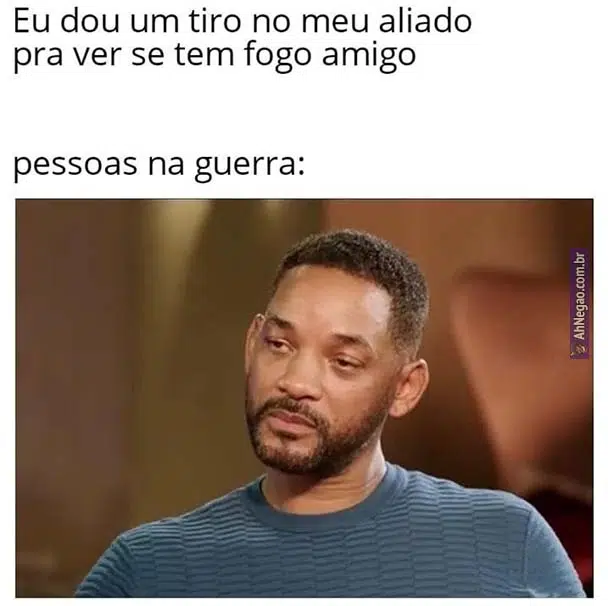 Eu dou um tiro no meu aliado
pra ver se tem fogo amigo
pessoas na guerra:
AhNegao.com.br